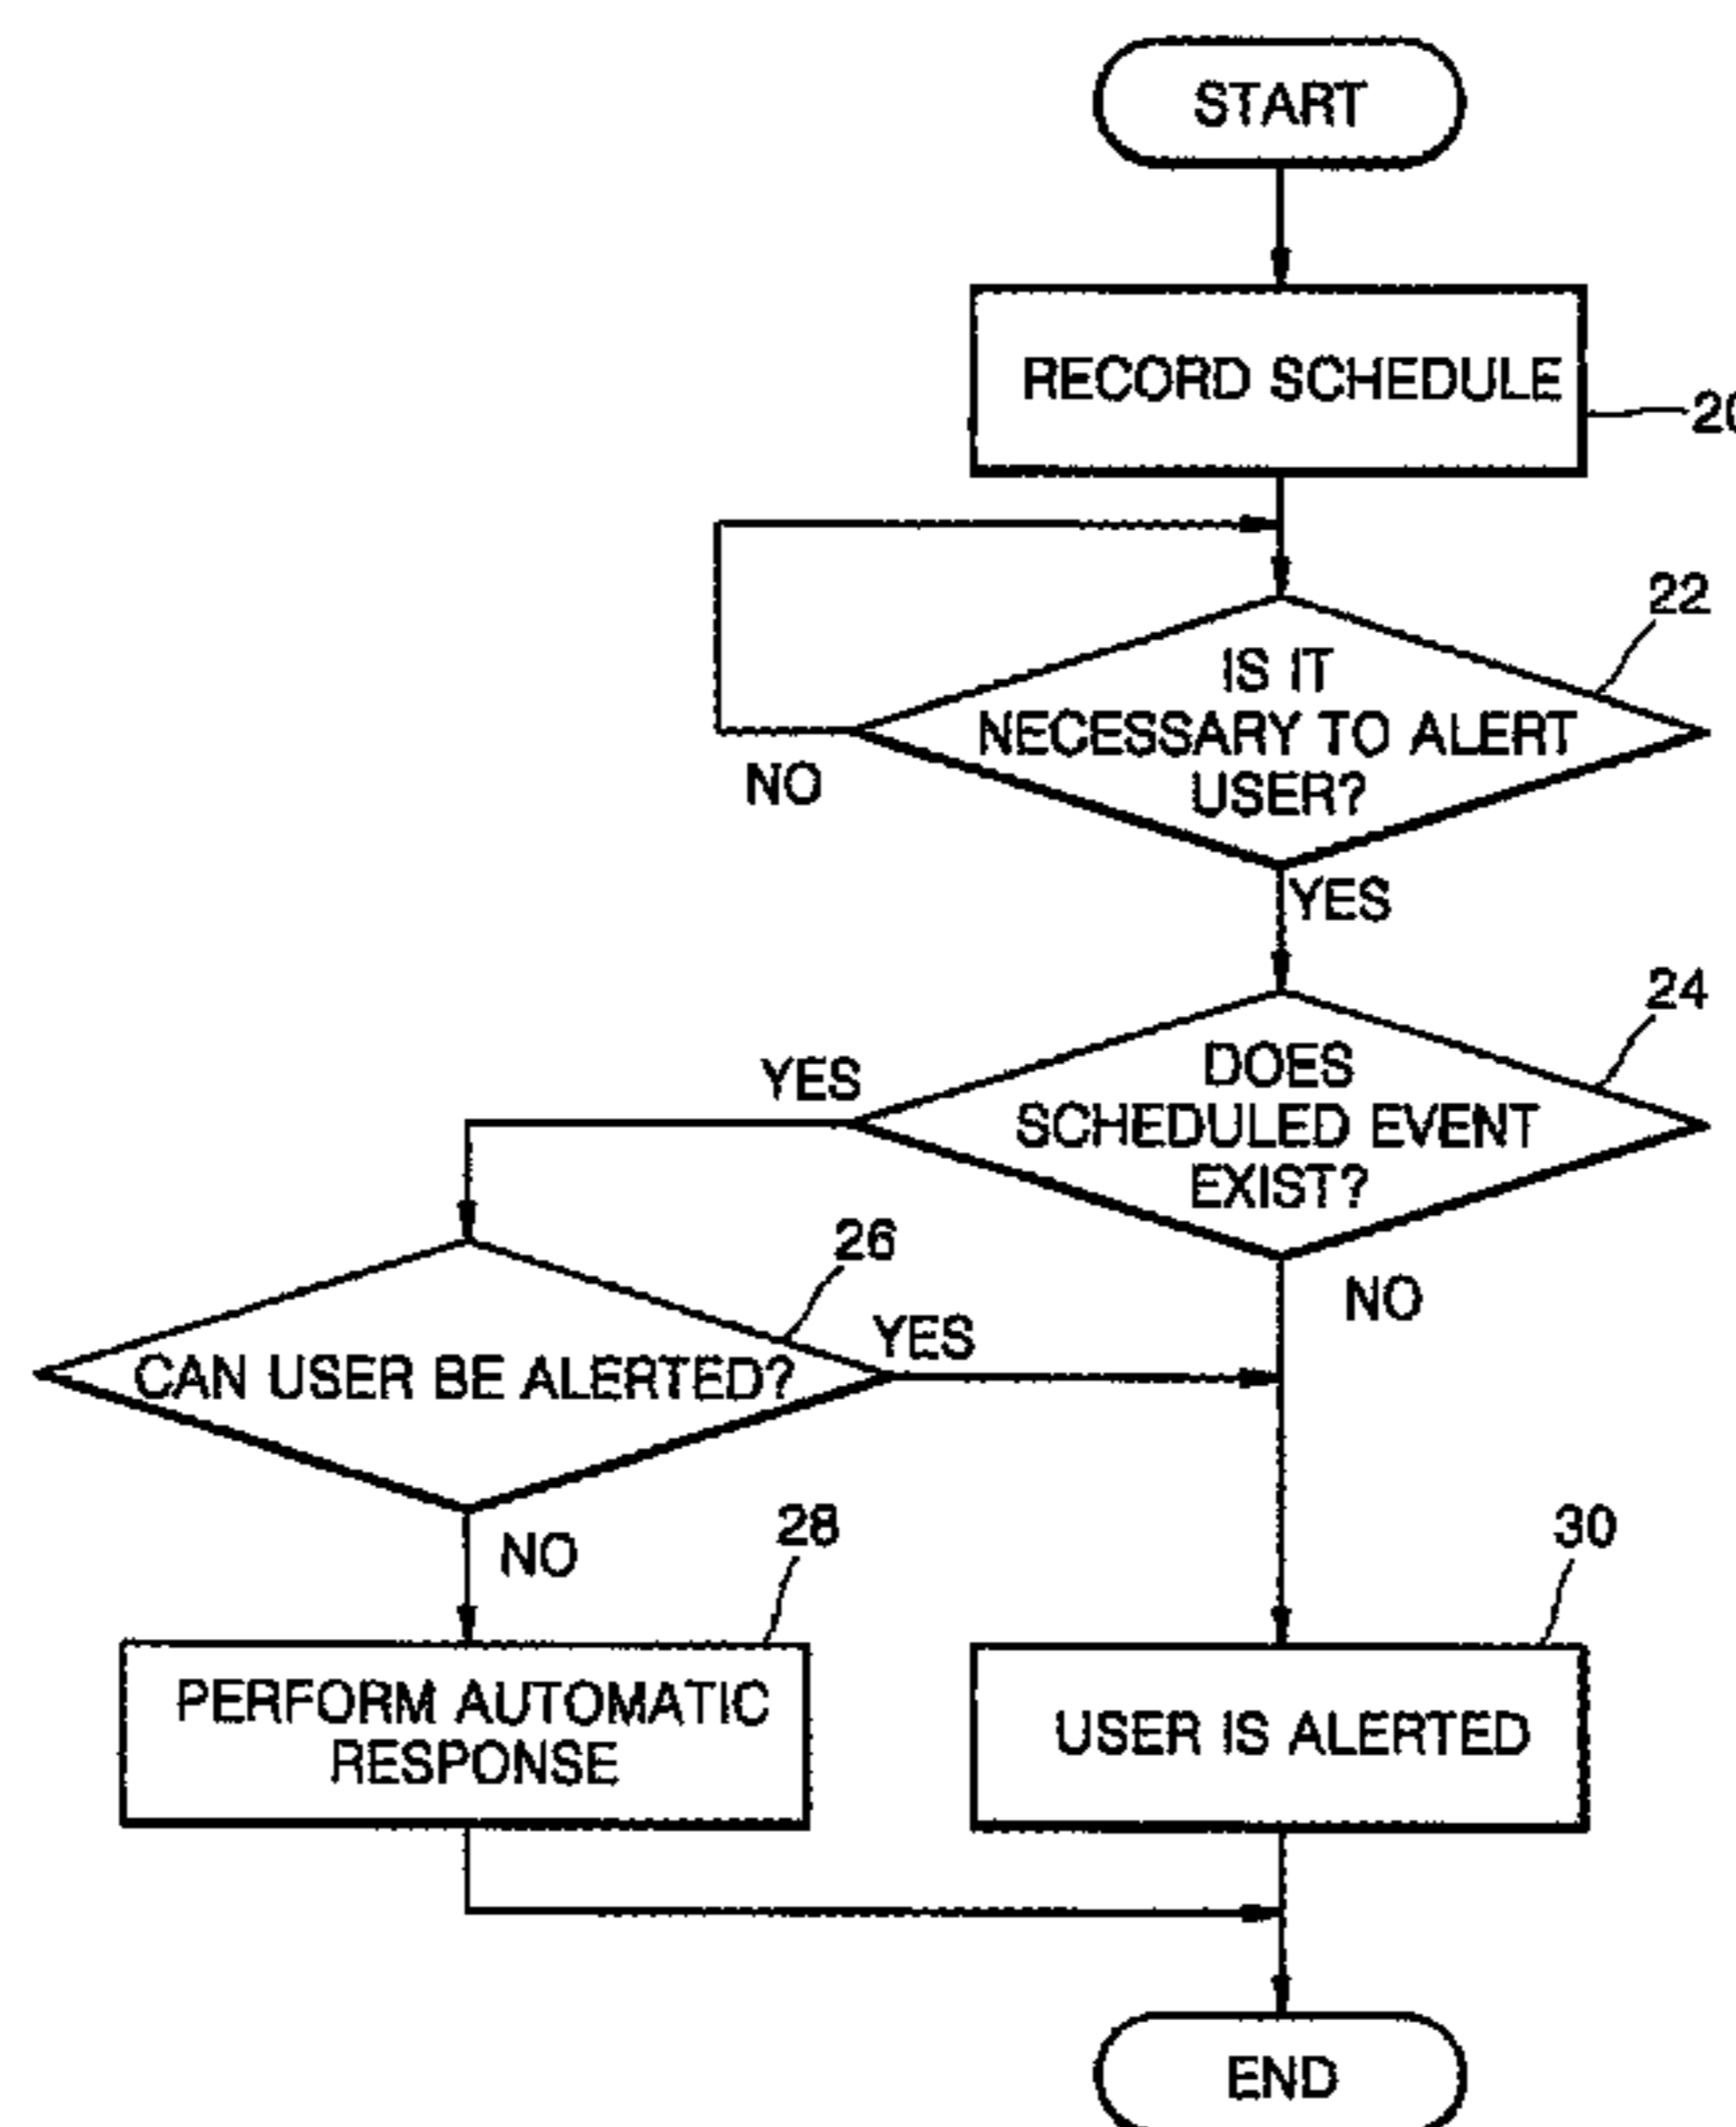 START
RECORD SCHEDULE
22
IS IT
NECESSARY TO ALERT
USER?
NO
YES
24
DOES
SCHEDULED EVENT
EXIST?
YES
NO
26
CAN USER BE ALERTED?
YES
NO
28
PERFORM AUTOMATIC
RESPONSE
30
USER IS ALERTED
END